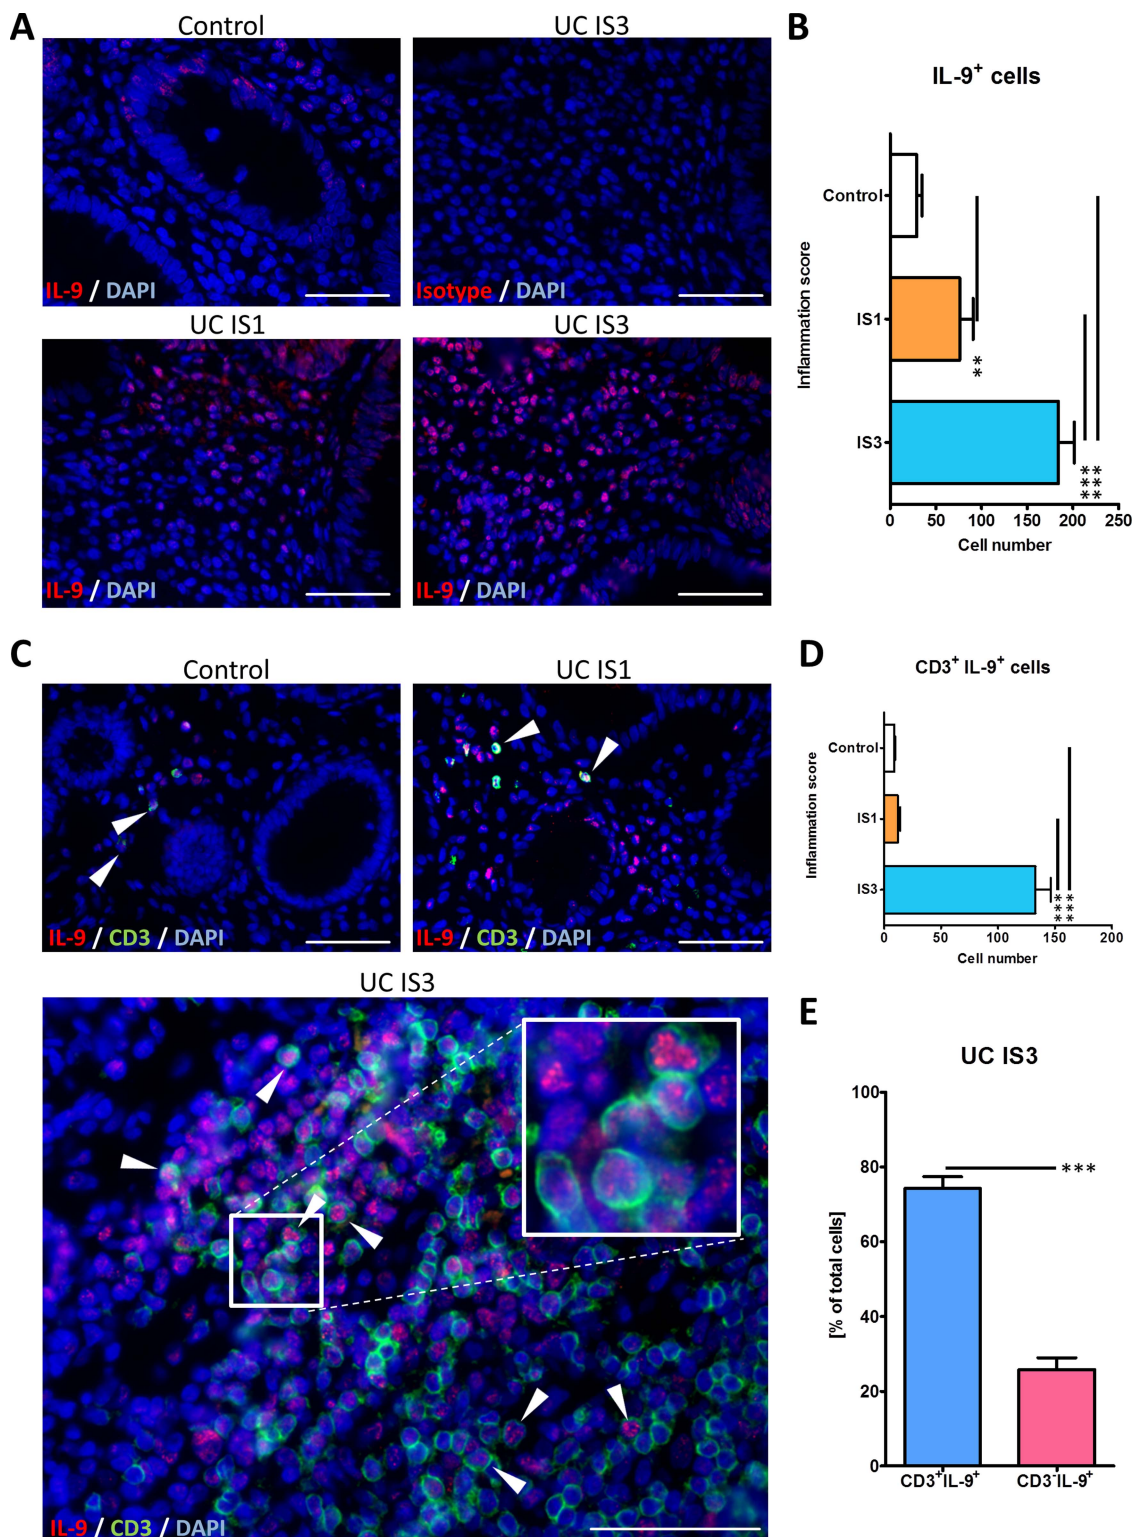 A
Control
UC IS3
IL-9 / DAPI
Isotype / DAPI
UC IS1
UC IS3
IL-9 / DAPI
IL-9 / DAPI
B
IL-9⁺ cells
Inflammation score
Control
IS1
**
IS3
***
***
0 50 100 150 200 250
Cell number
C
Control
UC IS1
IL-9 / CD3 / DAPI
IL-9 / CD3 / DAPI
UC IS3
IL-9 / CD3 / DAPI
D
CD3⁺ IL-9⁺ cells
Inflammation score
Control
IS1
IS3
***
***
0 50 100 150 200
Cell number
E
UC IS3
[% of total cells]
100
80
60
40
20
0
***
CD3⁺IL-9⁺
CD3⁻IL-9⁺